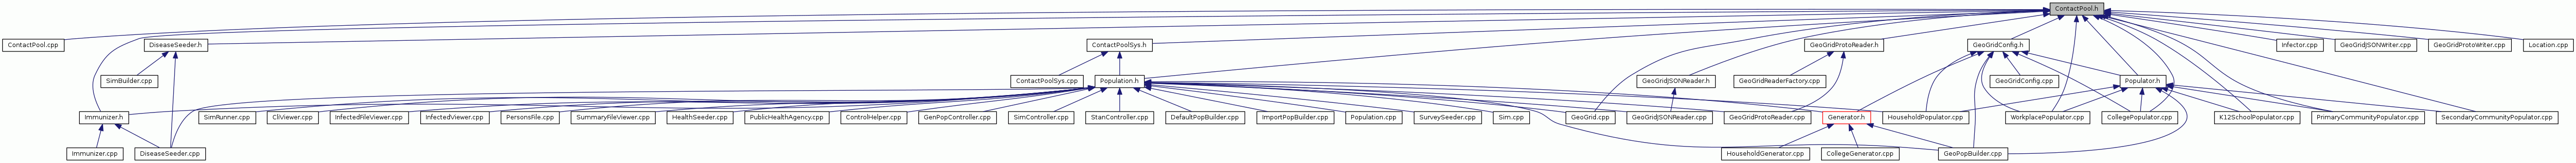 ContactPool.h
ContactPool.cpp
DiseaseSeeder.h
ContactPoolSys.h
GeoGridProtoReader.h
GeoGridConfig.h
Infector.cpp
GeoGridJSONWriter.cpp
GeoGridProtoWriter.cpp
Location.cpp
SimBuilder.cpp
ContactPoolSys.cpp
Population.h
GeoGridJSONReader.h
GeoGridReaderFactory.cpp
GeoGridConfig.cpp
Populator.h
Immunizer.h
SimRunner.cpp
CliViewer.cpp
InfectedFileViewer.cpp
InfectedViewer.cpp
PersonsFile.cpp
SummaryFileViewer.cpp
HealthSeeder.cpp
PublicHealthAgency.cpp
ControlHelper.cpp
GenPopController.cpp
SimController.cpp
StanController.cpp
DefaultPopBuilder.cpp
ImportPopBuilder.cpp
Population.cpp
SurveySeeder.cpp
Sim.cpp
GeoGrid.cpp
GeoGridJSONReader.cpp
GeoGridProtoReader.cpp
Generator.h
HouseholdPopulator.cpp
WorkplacePopulator.cpp
CollegePopulator.cpp
K12SchoolPopulator.cpp
PrimaryCommunityPopulator.cpp
SecondaryCommunityPopulator.cpp
Immunizer.cpp
DiseaseSeeder.cpp
HouseholdGenerator.cpp
CollegeGenerator.cpp
GeoPopBuilder.cpp